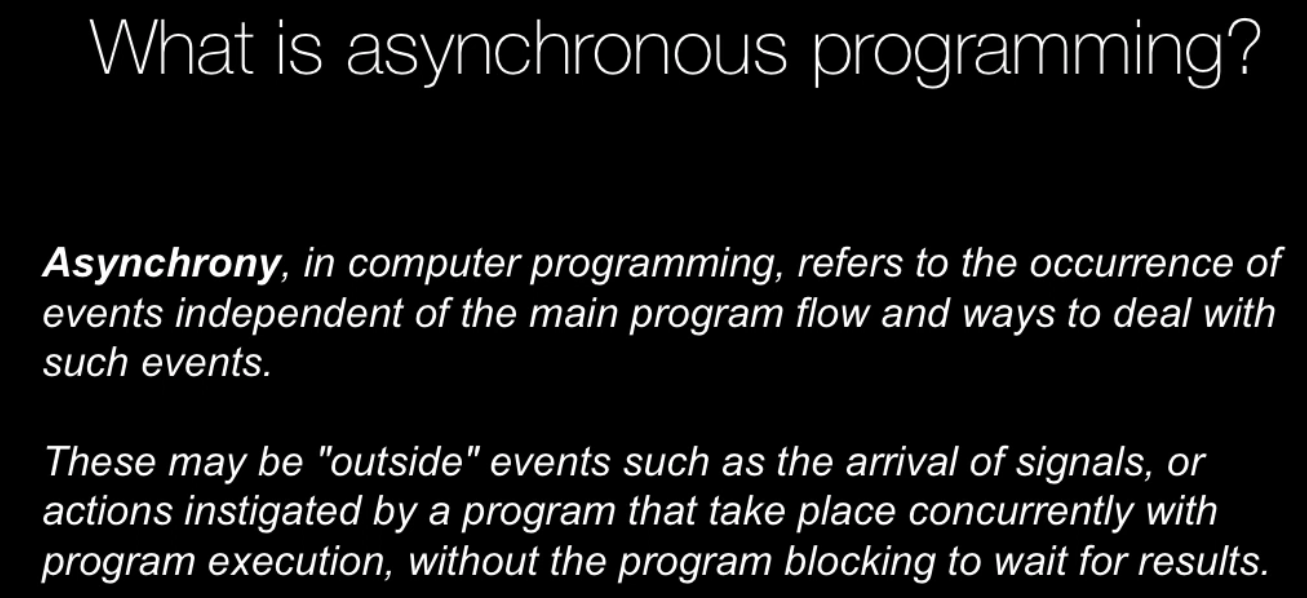 What is asynchronous programming?
Asynchrony, in computer programming, refers to the occurrence of
events independent of the main program flow and ways to deal with
such events.
These may be "outside" events such as the arrival of signals, or
actions instigated by a program that take place concurrently with
program execution, without the program blocking to wait for results.